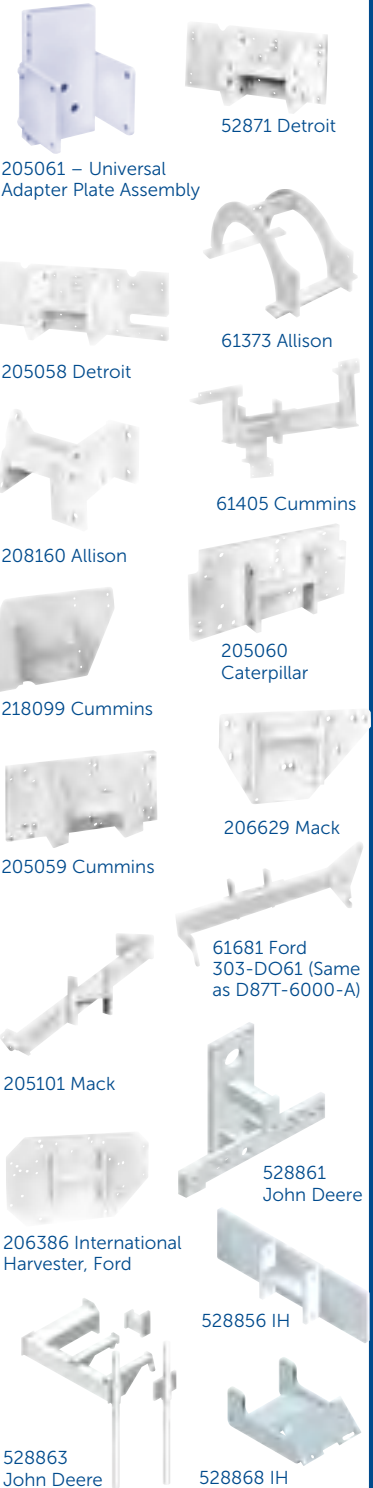 52871 Detroit
205061 – Universal
Adapter Plate Assembly
61373 Allison
205058 Detroit
61405 Cummins
208160 Allison
205060
Caterpillar
218099 Cummins
206629 Mack
205059 Cummins
61681 Ford
303-DO61 (Same
as D87T-6000-A)
205101 Mack
528861
John Deere
206386 International
Harvester, Ford
528856 IH
528863
John Deere
528868 IH